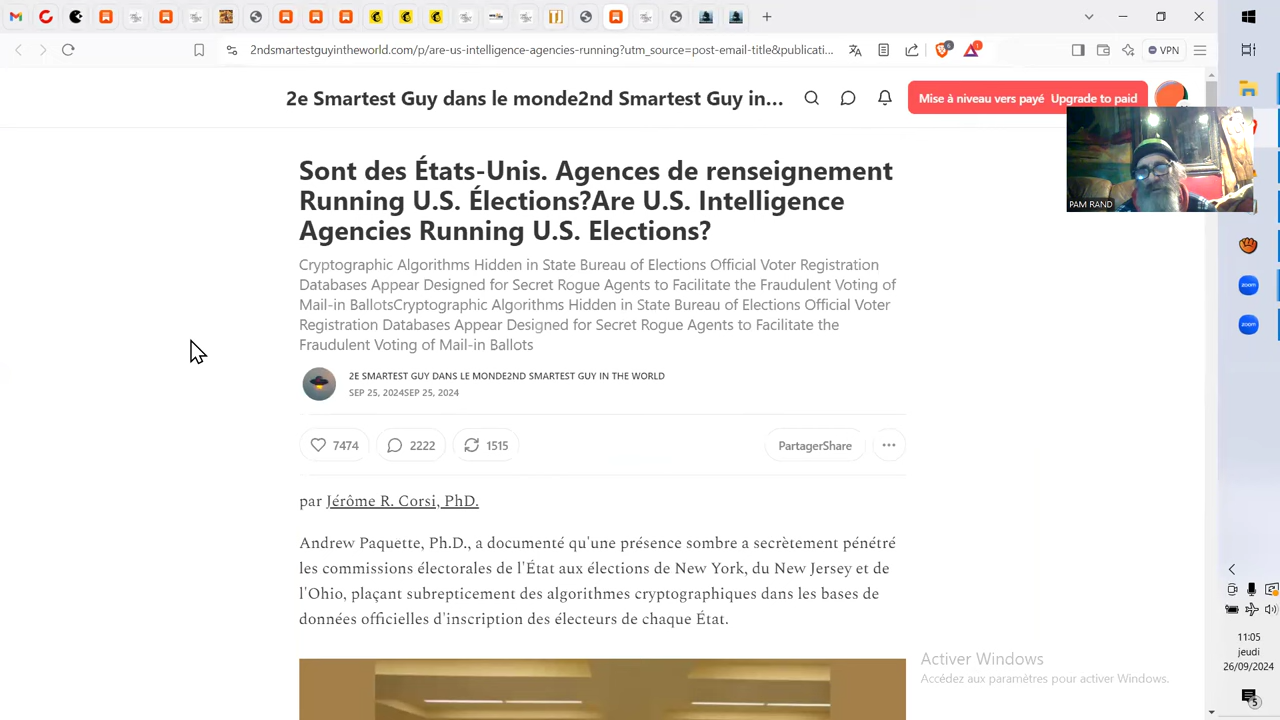 2ndsmartestguyintheworld.com/p/are-us-intelligence-agencies-running?utm_source=post-email-title&publicati...
6
1
VPN
2e Smartest Guy dans le monde2nd Smartest Guy in...
Mise à niveau vers payé Upgrade to paid
PAM RAND
Sont des États-Unis. Agences de renseignement
Running U.S. Élections?Are U.S. Intelligence
Agencies Running U.S. Elections?
Cryptographic Algorithms Hidden in State Bureau of Elections Official Voter Registration
Databases Appear Designed for Secret Rogue Agents to Facilitate the Fraudulent Voting of
Mail-in BallotsCryptographic Algorithms Hidden in State Bureau of Elections Official Voter
Registration Databases Appear Designed for Secret Rogue Agents to Facilitate the
Fraudulent Voting of Mail-in Ballots
2E SMARTEST GUY DANS LE MONDE2ND SMARTEST GUY IN THE WORLD
SEP 25, 2024SEP 25, 2024
7474
2222
1515
PartagerShare
par Jérôme R. Corsi, PhD.
Andrew Paquette, Ph.D., a documenté qu'une présence sombre a secrètement pénétré
les commissions électorales de l'État aux élections de New York, du New Jersey et de
l'Ohio, plaçant subrepticement des algorithmes cryptographiques dans les bases de
données officielles d'inscription des électeurs de chaque État.
Activer Windows
Accédez aux paramètres pour activer Windows.
zoom
zoom
11:05
jeudi
26/09/2024
5